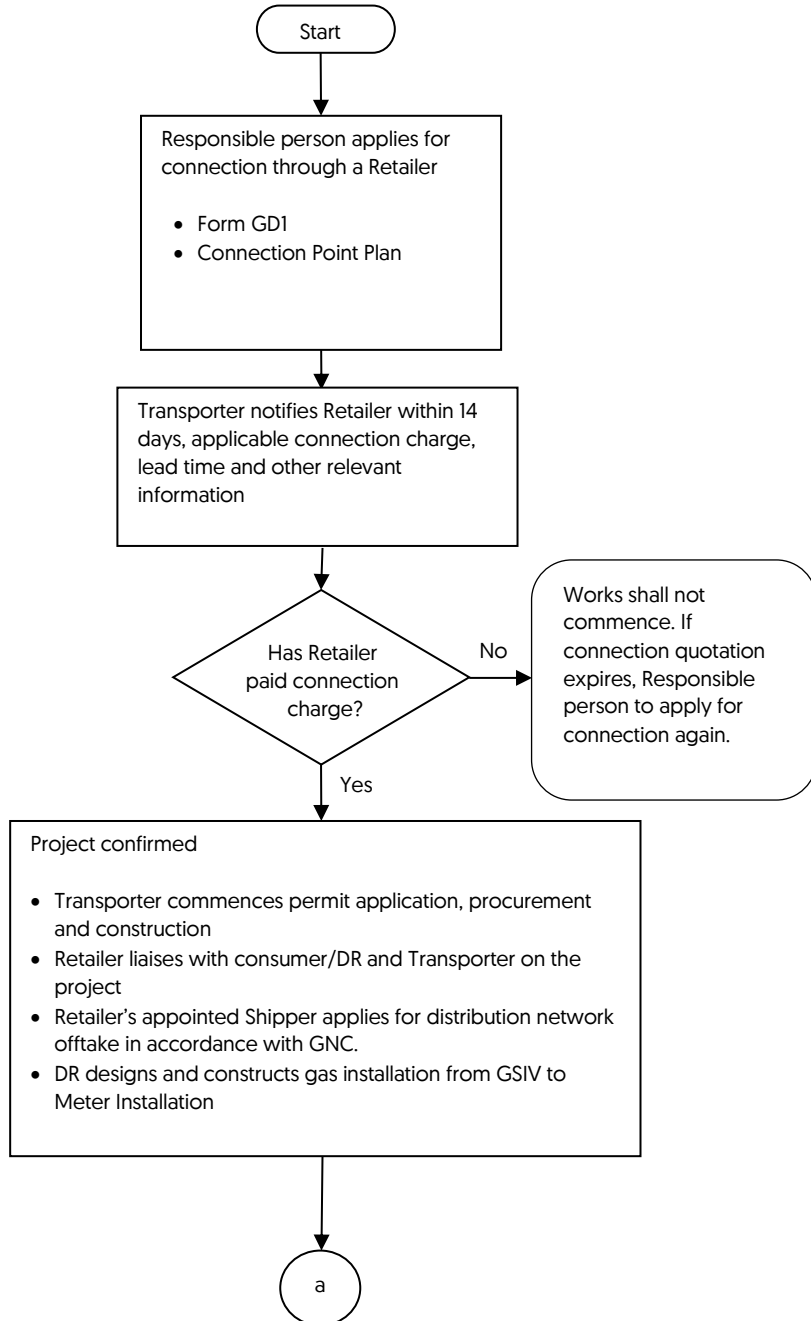 Start
Responsible person applies for
connection through a Retailer
• Form GD1
• Connection Point Plan
Transporter notifies Retailer within 14
days, applicable connection charge,
lead time and other relevant
information
Has Retailer
paid connection
charge?
No
Works shall not
commence. If
connection quotation
expires, Responsible
person to apply for
connection again.
Yes
Project confirmed
• Transporter commences permit application, procurement
and construction
• Retailer liaises with consumer/DR and Transporter on the
project
• Retailer’s appointed Shipper applies for distribution network
offtake in accordance with GNC.
• DR designs and constructs gas installation from GSIV to
Meter Installation
a